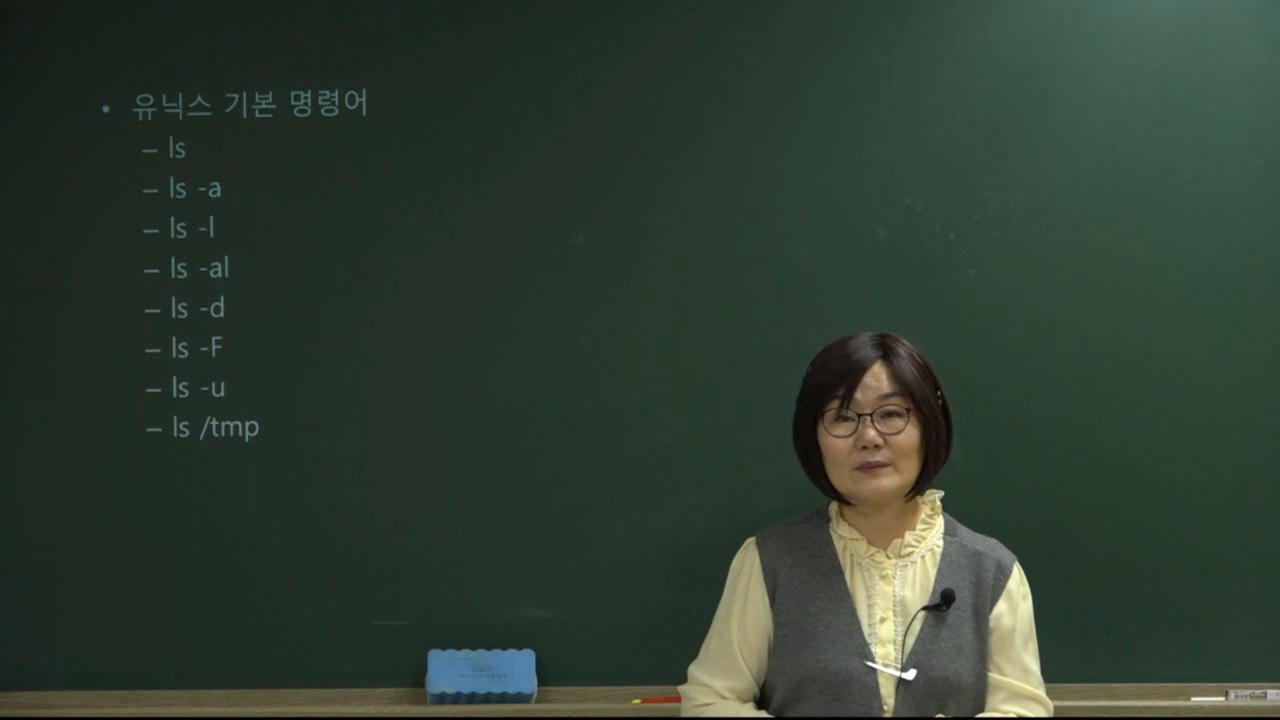 • 유닉스 기본 명령어
– ls
– ls -a
– ls -l
– ls -al
– ls -d
– ls -F
– ls -u
– ls /tmp